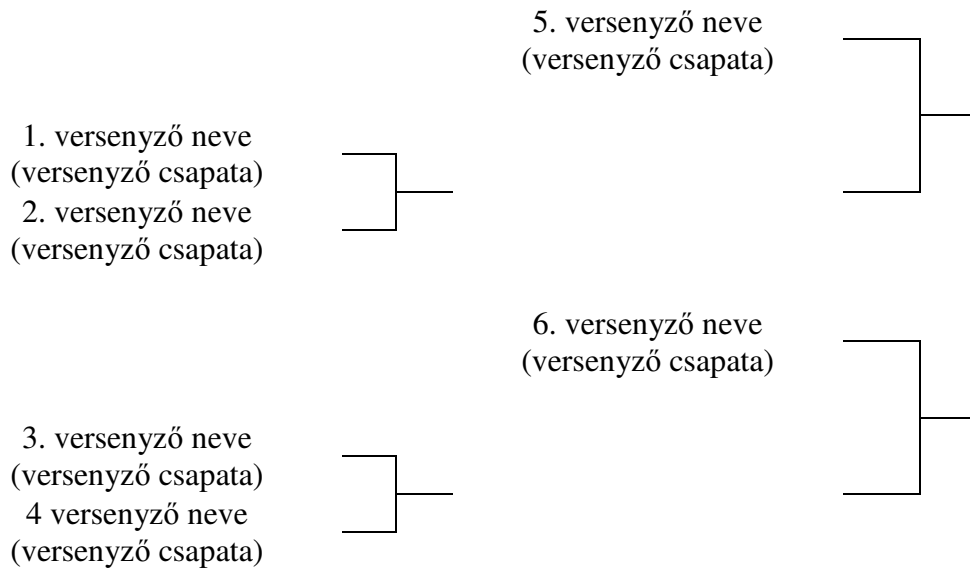 5. versenyző neve
(versenyző csapata)
1. versenyző neve
(versenyző csapata)
2. versenyző neve
(versenyző csapata)
6. versenyző neve
(versenyző csapata)
3. versenyző neve
(versenyző csapata)
4 versenyző neve
(versenyző csapata)